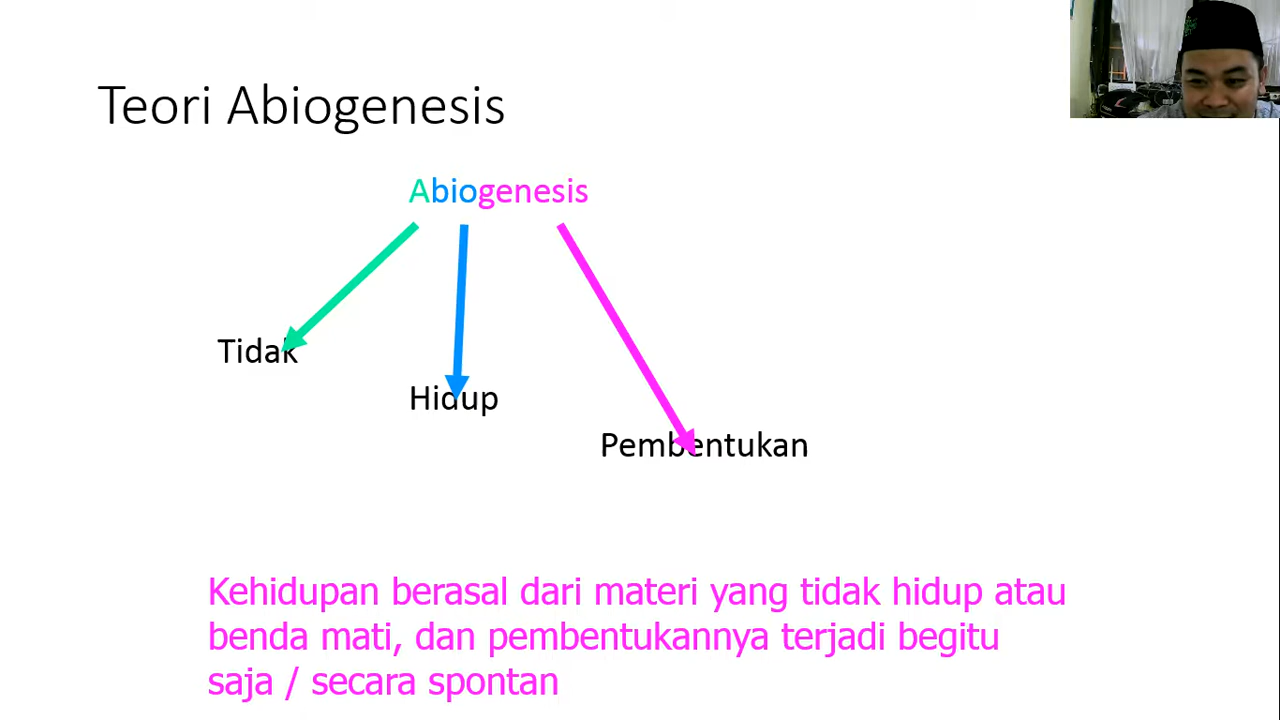 Teori Abiogenesis
Abiogenesis
Tidak
Hidup
Pembentukan
Kehidupan berasal dari materi yang tidak hidup atau
benda mati, dan pembentukannya terjadi begitu
saja / secara spontan